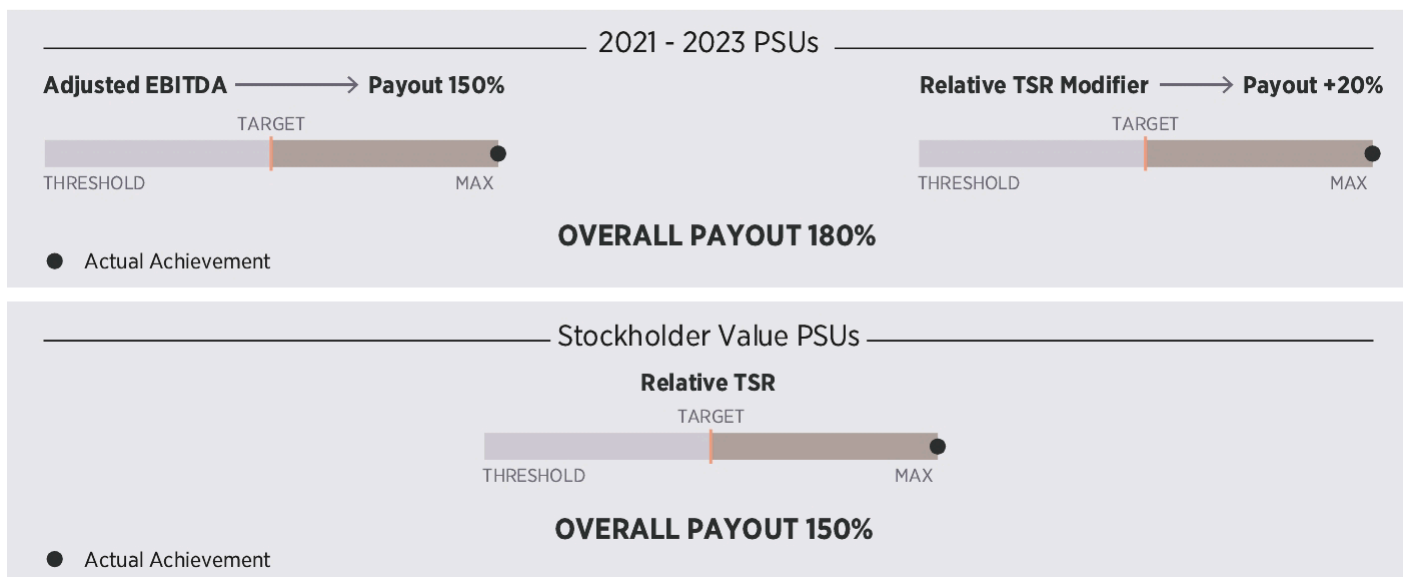 2021 - 2023 PSUs
Adjusted EBITDA Payout 150%
TARGET
THRESHOLD MAX
Relative TSR Modifier Payout +20%
TARGET
THRESHOLD MAX
OVERALL PAYOUT 180%
Actual Achievement
Stockholder Value PSUs
Relative TSR
TARGET
THRESHOLD MAX
OVERALL PAYOUT 150%
Actual Achievement